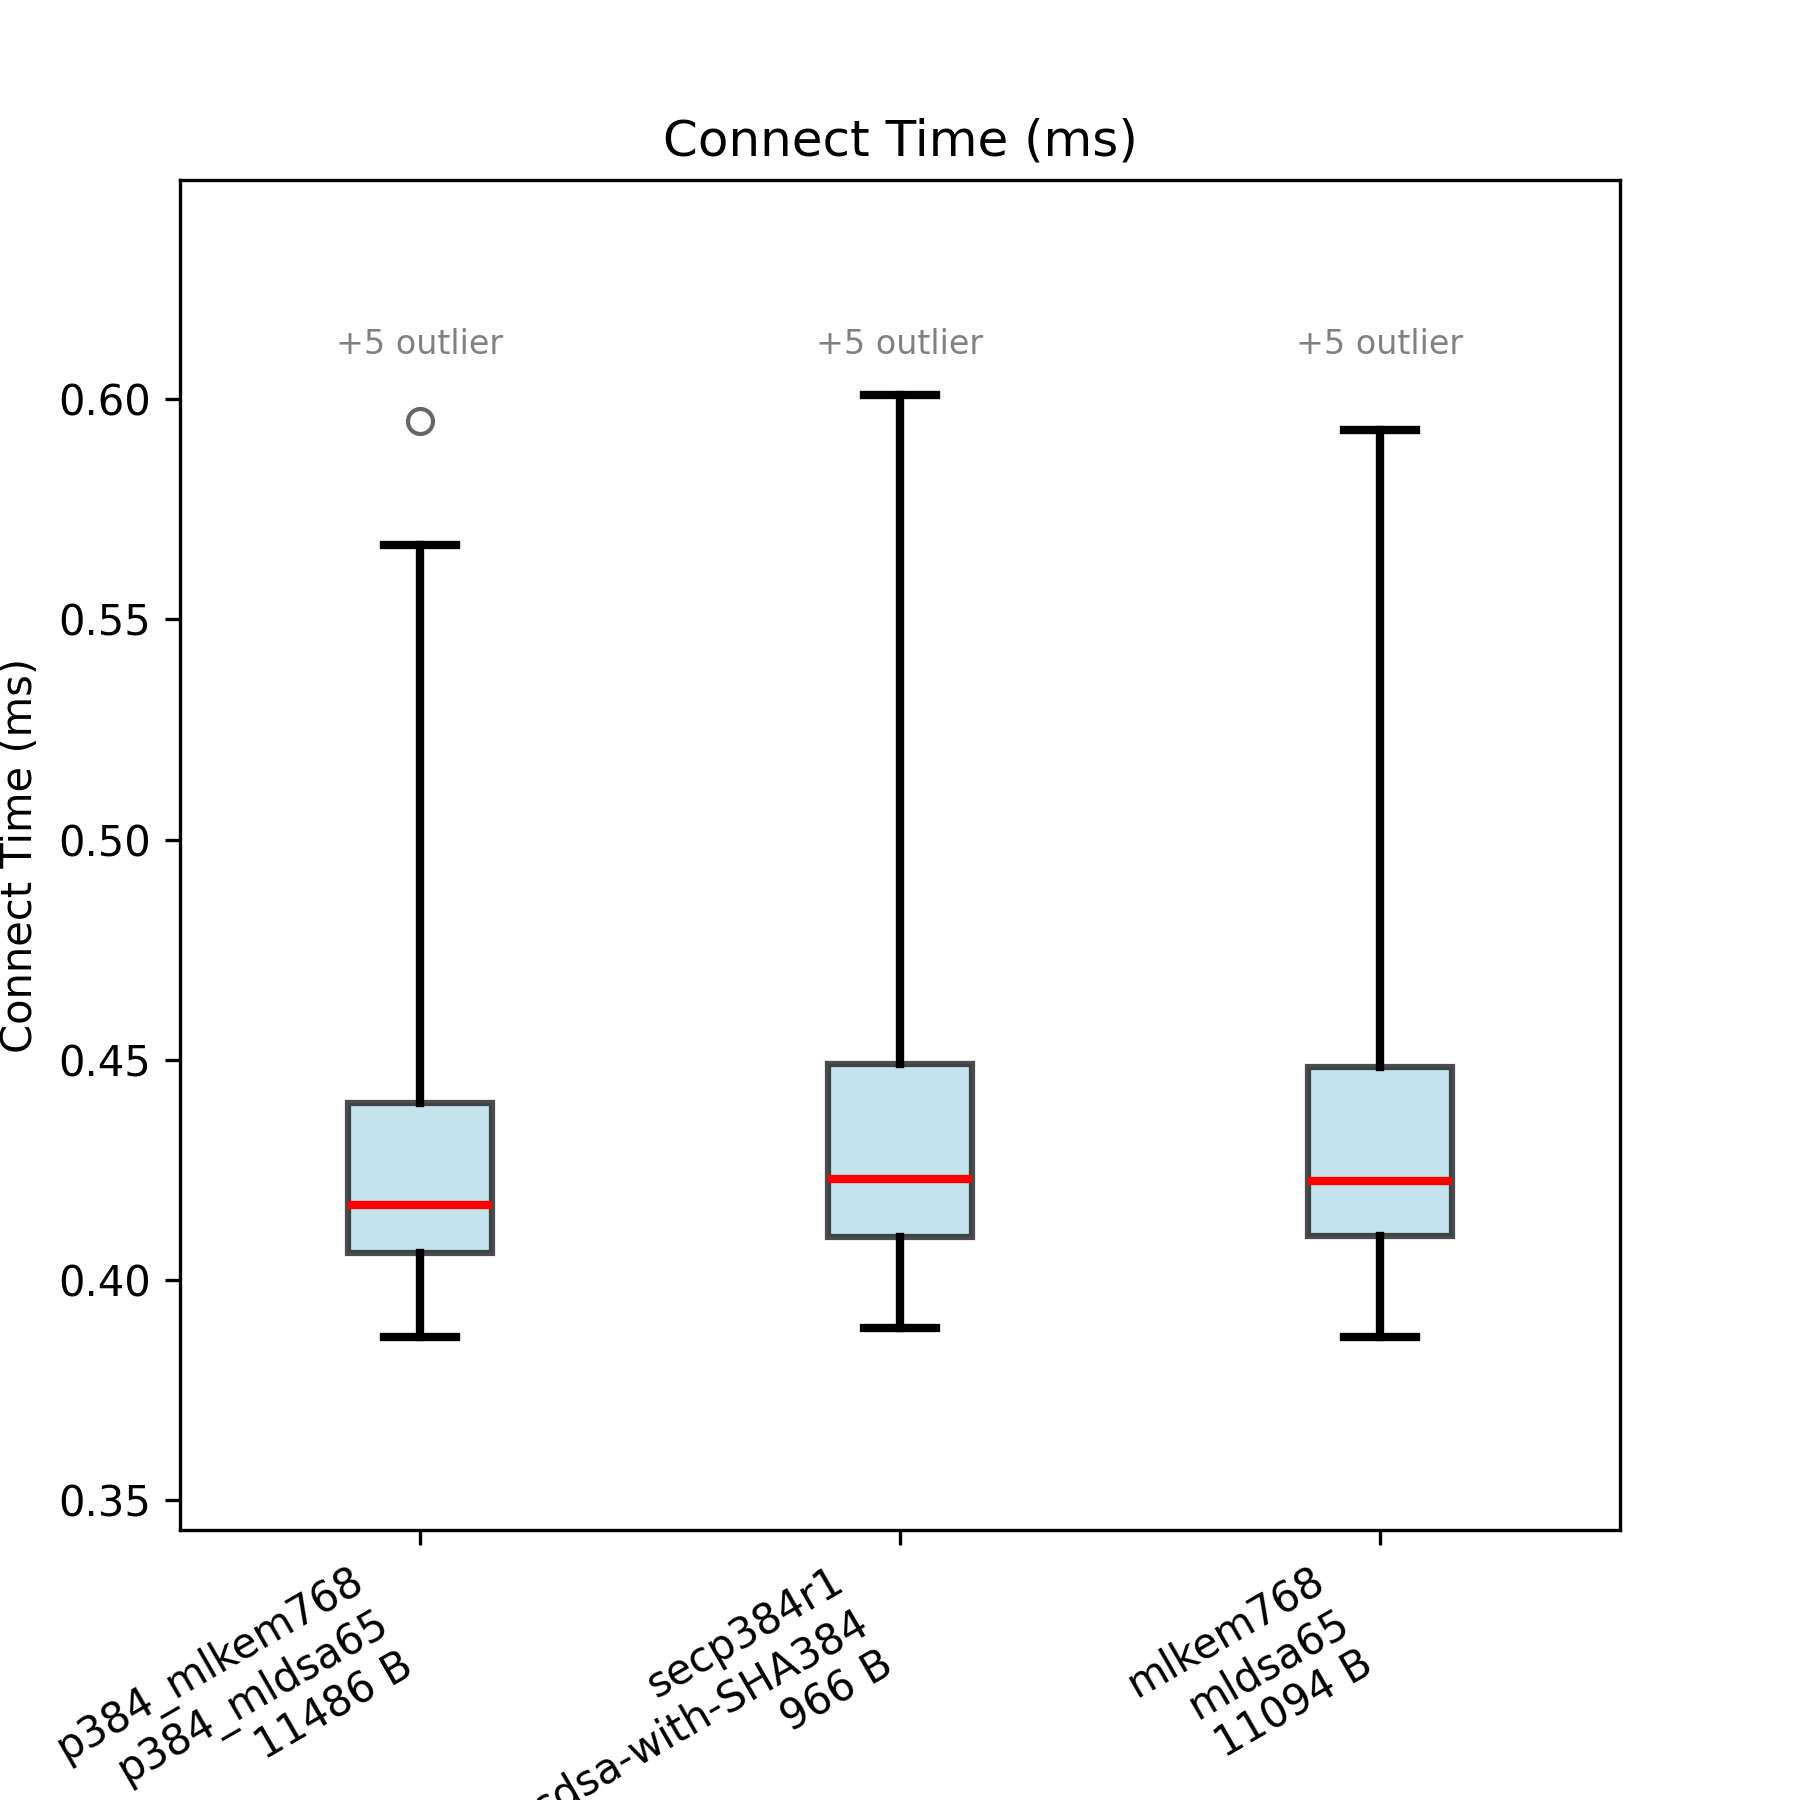 Connect Time (ms)
+5 outlier
+5 outlier
+5 outlier
0.60
0.55
0.50
0.45
0.40
0.35
Connect Time (ms)
p384_mlkem768
p384_mldsa65
11486 B
secp384r1
cdsa-with-SHA384
966 B
mlkem768
mldsa65
11094 B